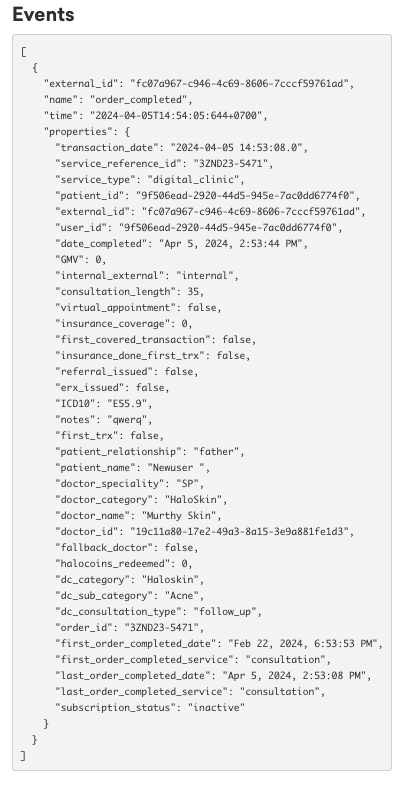 Events
[
{
"external_id": "fc07a967-c946-4c69-8606-7cccf59761ad",
"name": "order_completed",
"time": "2024-04-05T14:54:05:644+0700",
"properties": {
"transaction_date": "2024-04-05 14:53:08.0",
"service_reference_id": "3ZND23-5471",
"service_type": "digital_clinic",
"patient_id": "9f506ead-2920-44d5-945e-7ac0dd6774f0",
"external_id": "fc07a967-c946-4c69-8606-7cccf59761ad",
"user_id": "9f506ead-2920-44d5-945e-7ac0dd6774f0",
"date_completed": "Apr 5, 2024, 2:53:44 PM",
"GMV": 0,
"internal_external": "internal",
"consultation_length": 35,
"virtual_appointment": false,
"insurance_coverage": 0,
"first_covered_transaction": false,
"insurance_done_first_trx": false,
"referral_issued": false,
"erx_issued": false,
"ICD10": "E55.9",
"notes": "qwerq",
"first_trx": false,
"patient_relationship": "father",
"patient_name": "Newuser ",
"doctor_speciality": "SP",
"doctor_category": "HaloSkin",
"doctor_name": "Murthy Skin",
"doctor_id": "19c11a80-17e2-49a3-8a15-3e9a881fe1d3",
"fallback_doctor": false,
"halocoins_redeemed": 0,
"dc_category": "Haloskin",
"dc_sub_category": "Acne",
"dc_consultation_type": "follow_up",
"order_id": "3ZND23-5471",
"first_order_completed_date": "Feb 22, 2024, 6:53:53 PM",
"first_order_completed_service": "consultation",
"last_order_completed_date": "Apr 5, 2024, 2:53:08 PM",
"last_order_completed_service": "consultation",
"subscription_status": "inactive"
}
}
]